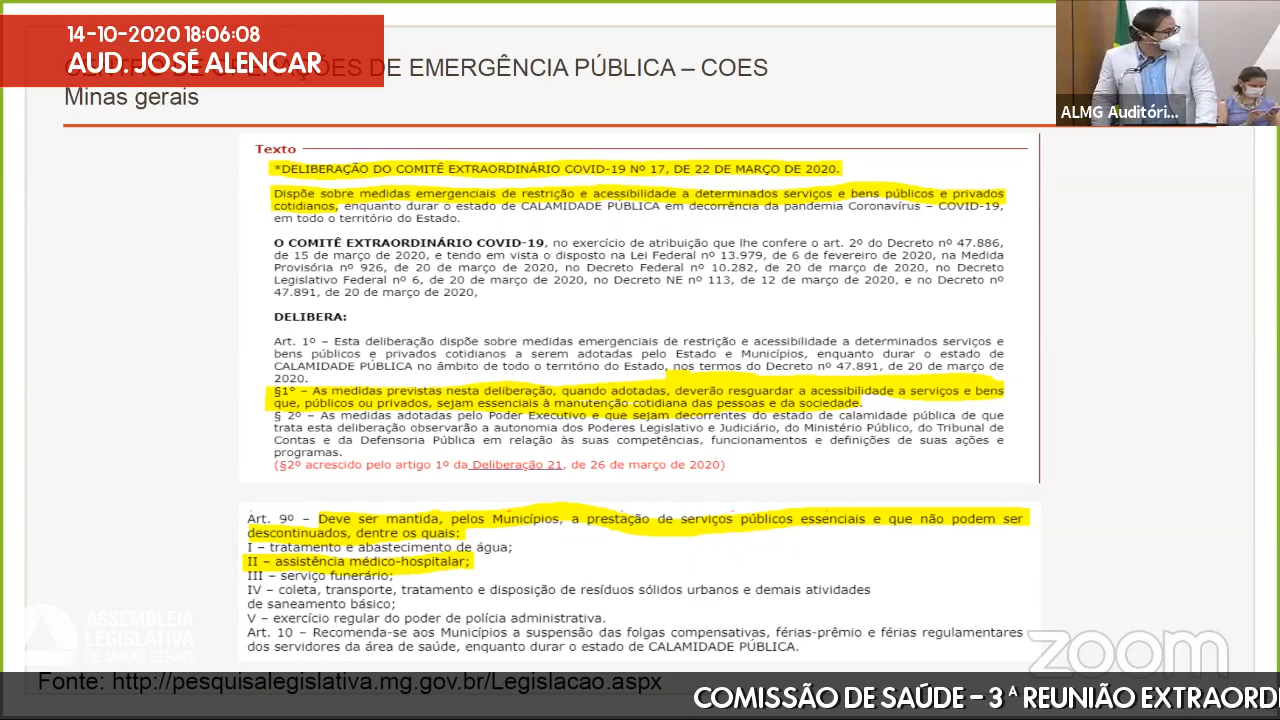 14-10-2020 18:06:08
AUD. JOSÉ ALENCAR
DE EMERGÊNCIA PÚBLICA – COES
Minas gerais
ALMG Auditóri...
Texto
*DELIBERAÇÃO DO COMITÊ EXTRAORDINÁRIO COVID-19 Nº 17, DE 22 DE MARÇO DE 2020.
Dispõe sobre medidas emergenciais de restrição e acessibilidade a determinados serviços e bens públicos e privados
cotidianos, enquanto durar o estado de CALAMIDADE PÚBLICA em decorrência da pandemia Coronavírus – COVID-19,
em todo o território do Estado.
O COMITÊ EXTRAORDINÁRIO COVID-19, no exercício de atribuição que lhe confere o art. 2º do Decreto nº 47.886,
de 15 de março de 2020, e tendo em vista o disposto na Lei Federal nº 13.979, de 6 de fevereiro de 2020, na Medida
Provisória nº 926, de 20 de março de 2020, no Decreto Federal nº 10.282, de 20 de março de 2020, no Decreto
Legislativo Federal nº 6, de 20 de março de 2020, no Decreto NE nº 113, de 12 de março de 2020, e no Decreto nº
47.891, de 20 de março de 2020,
DELIBERA:
Art. 1º – Esta deliberação dispõe sobre medidas emergenciais de restrição e acessibilidade a determinados serviços e
bens públicos e privados cotidianos a serem adotadas pelo Estado e Municípios, enquanto durar o estado de
CALAMIDADE PÚBLICA no âmbito de todo o território do Estado, nos termos do Decreto nº 47.891, de 20 de março de
2020.
§1º – As medidas previstas nesta deliberação, quando adotadas, deverão resguardar a acessibilidade a serviços e bens
que, públicos ou privados, sejam essenciais à manutenção cotidiana das pessoas e da sociedade.
§ 2º – As medidas adotadas pelo Poder Executivo e que sejam decorrentes do estado de calamidade pública de que
trata esta deliberação observarão a autonomia dos Poderes Legislativo e Judiciário, do Ministério Público, do Tribunal de
Contas e da Defensoria Pública em relação às suas competências, funcionamentos e definições de suas ações e
programas.
(§2º acrescido pelo artigo 1º da Deliberação 21, de 26 de março de 2020)
Art. 9º – Deve ser mantida, pelos Municípios, a prestação de serviços públicos essenciais e que não podem ser
descontinuados, dentre os quais:
I – tratamento e abastecimento de água;
II – assistência médico-hospitalar;
III – serviço funerário;
IV – coleta, transporte, tratamento e disposição de resíduos sólidos urbanos e demais atividades
de saneamento básico;
V – exercício regular do poder de polícia administrativa.
Art. 10 – Recomenda-se aos Municípios a suspensão das folgas compensativas, férias-prêmio e férias regulamentares
dos servidores da área de saúde, enquanto durar o estado de CALAMIDADE PÚBLICA.
ASSEMBLEIA
LEGISLATIVA
DE MINAS GERAIS
zoom
Fonte: http://pesquisalegislativa.mg.gov.br/Legislacao.aspx
COMISSÃO DE SAÚDE – 3ª REUNIÃO EXTRAORDI